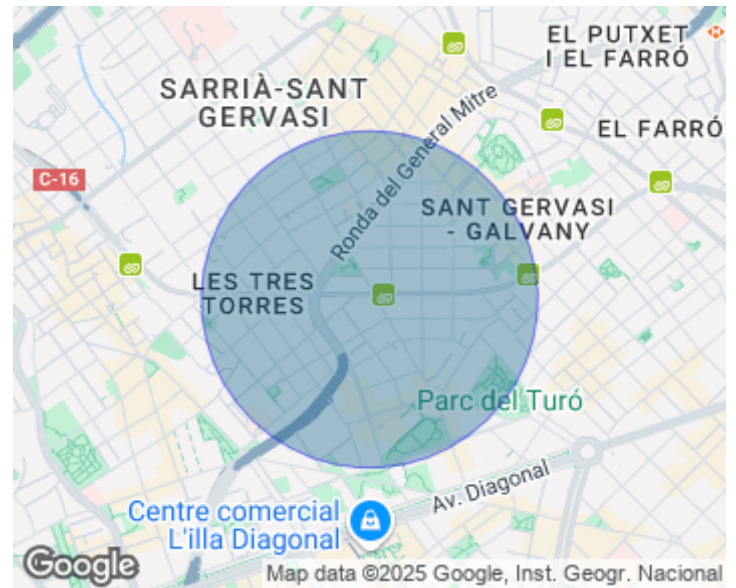 EL PUTXET
I EL FARRÓ
SARRIÀ-SANT
GERVASI
Ronda del General Mitre
EL FARRÓ
C-16
SANT GERVASI
- GALVANY
LES TRES
TORRES
Parc del Turó
Av. Diagonal
Centre comercial
L'illa Diagonal
Google
Map data ©2025 Google, Inst. Geogr. Nacional